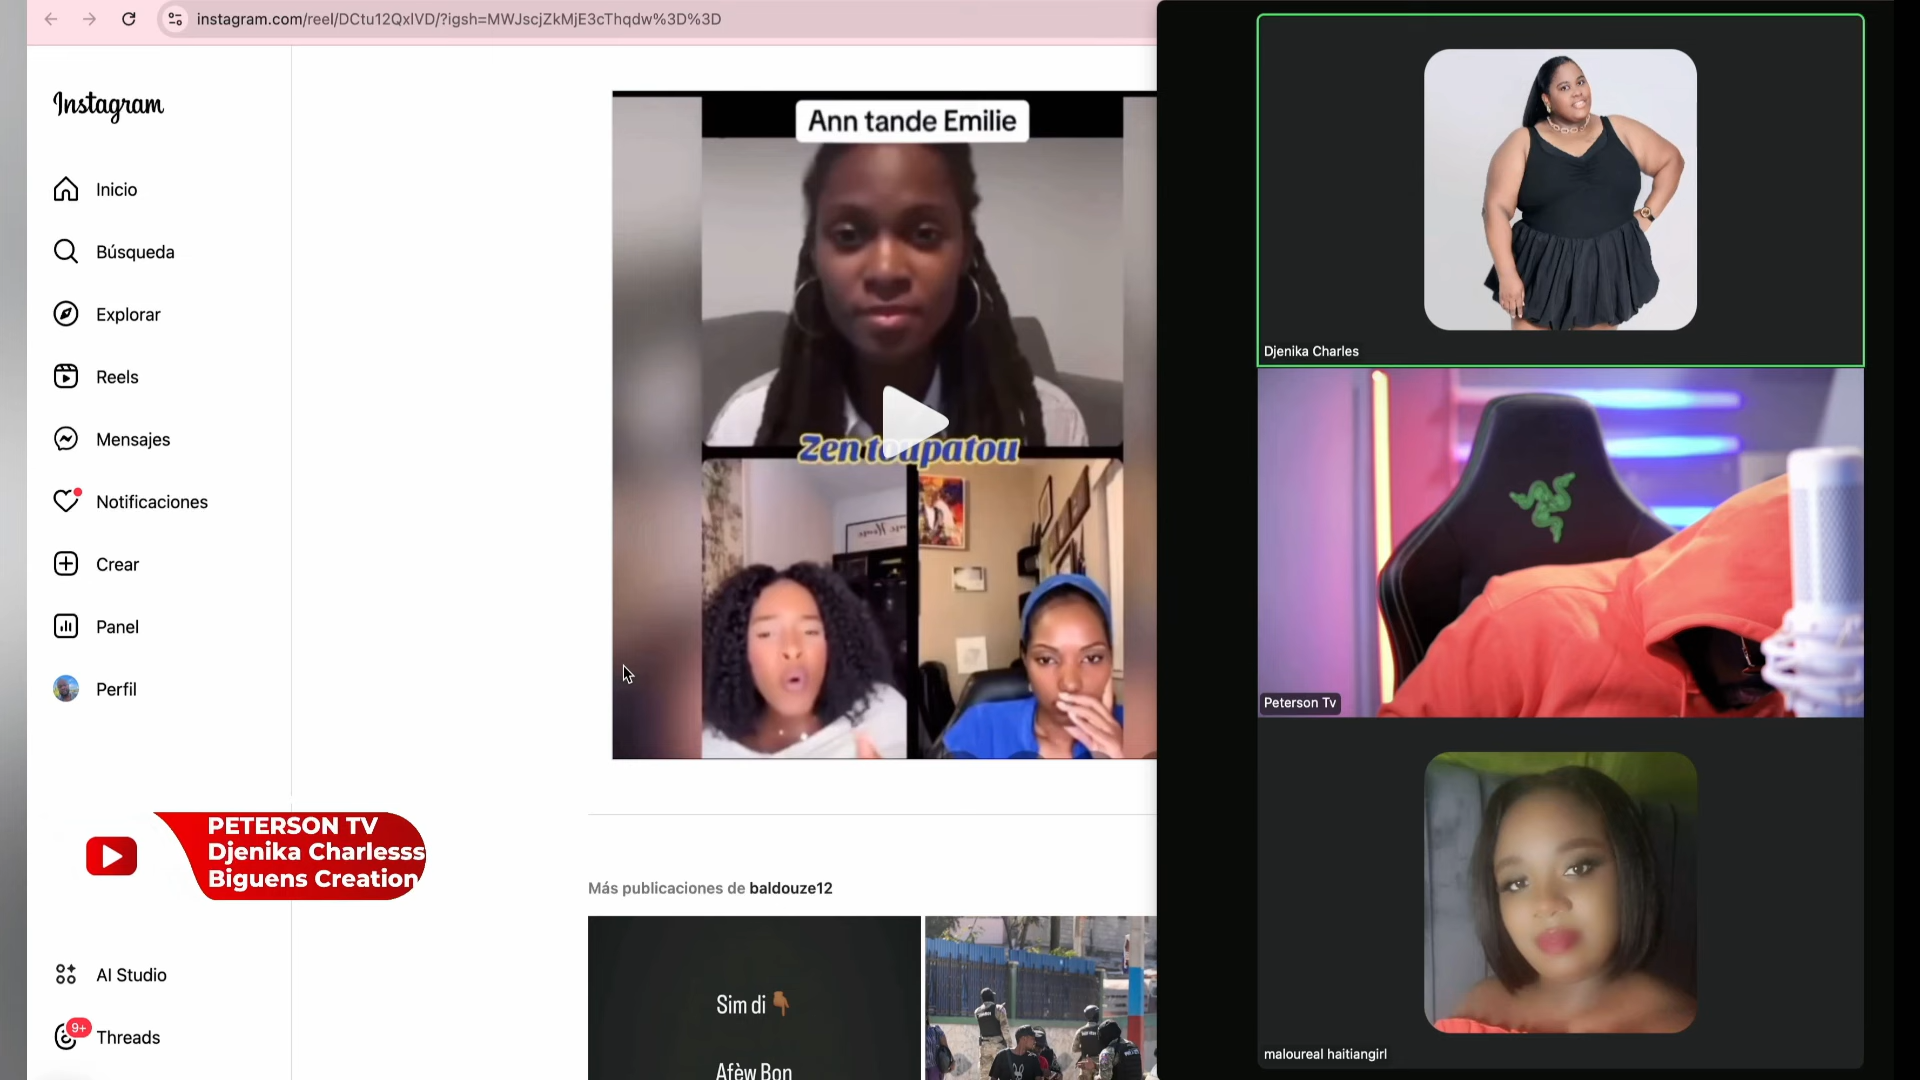 instagram.com/reel/DCtu12QxlVD/?igsh=MWJscjZkMjE3cThqdw%3D%3D
Instagram
Inicio
Búsqueda
Explorar
Reels
Mensajes
Notificaciones
Crear
Panel
Perfil
PETERSON TV
Djenika Charlesss
Biguens Creation
AI Studio
9+
Threads
Ann tande Emilie
Zen toupatou
Más publicaciones de baldouze12
Sim di 👇🏾
Afèw Bon
Djenika Charles
Peterson Tv
maloureal haitiangirl